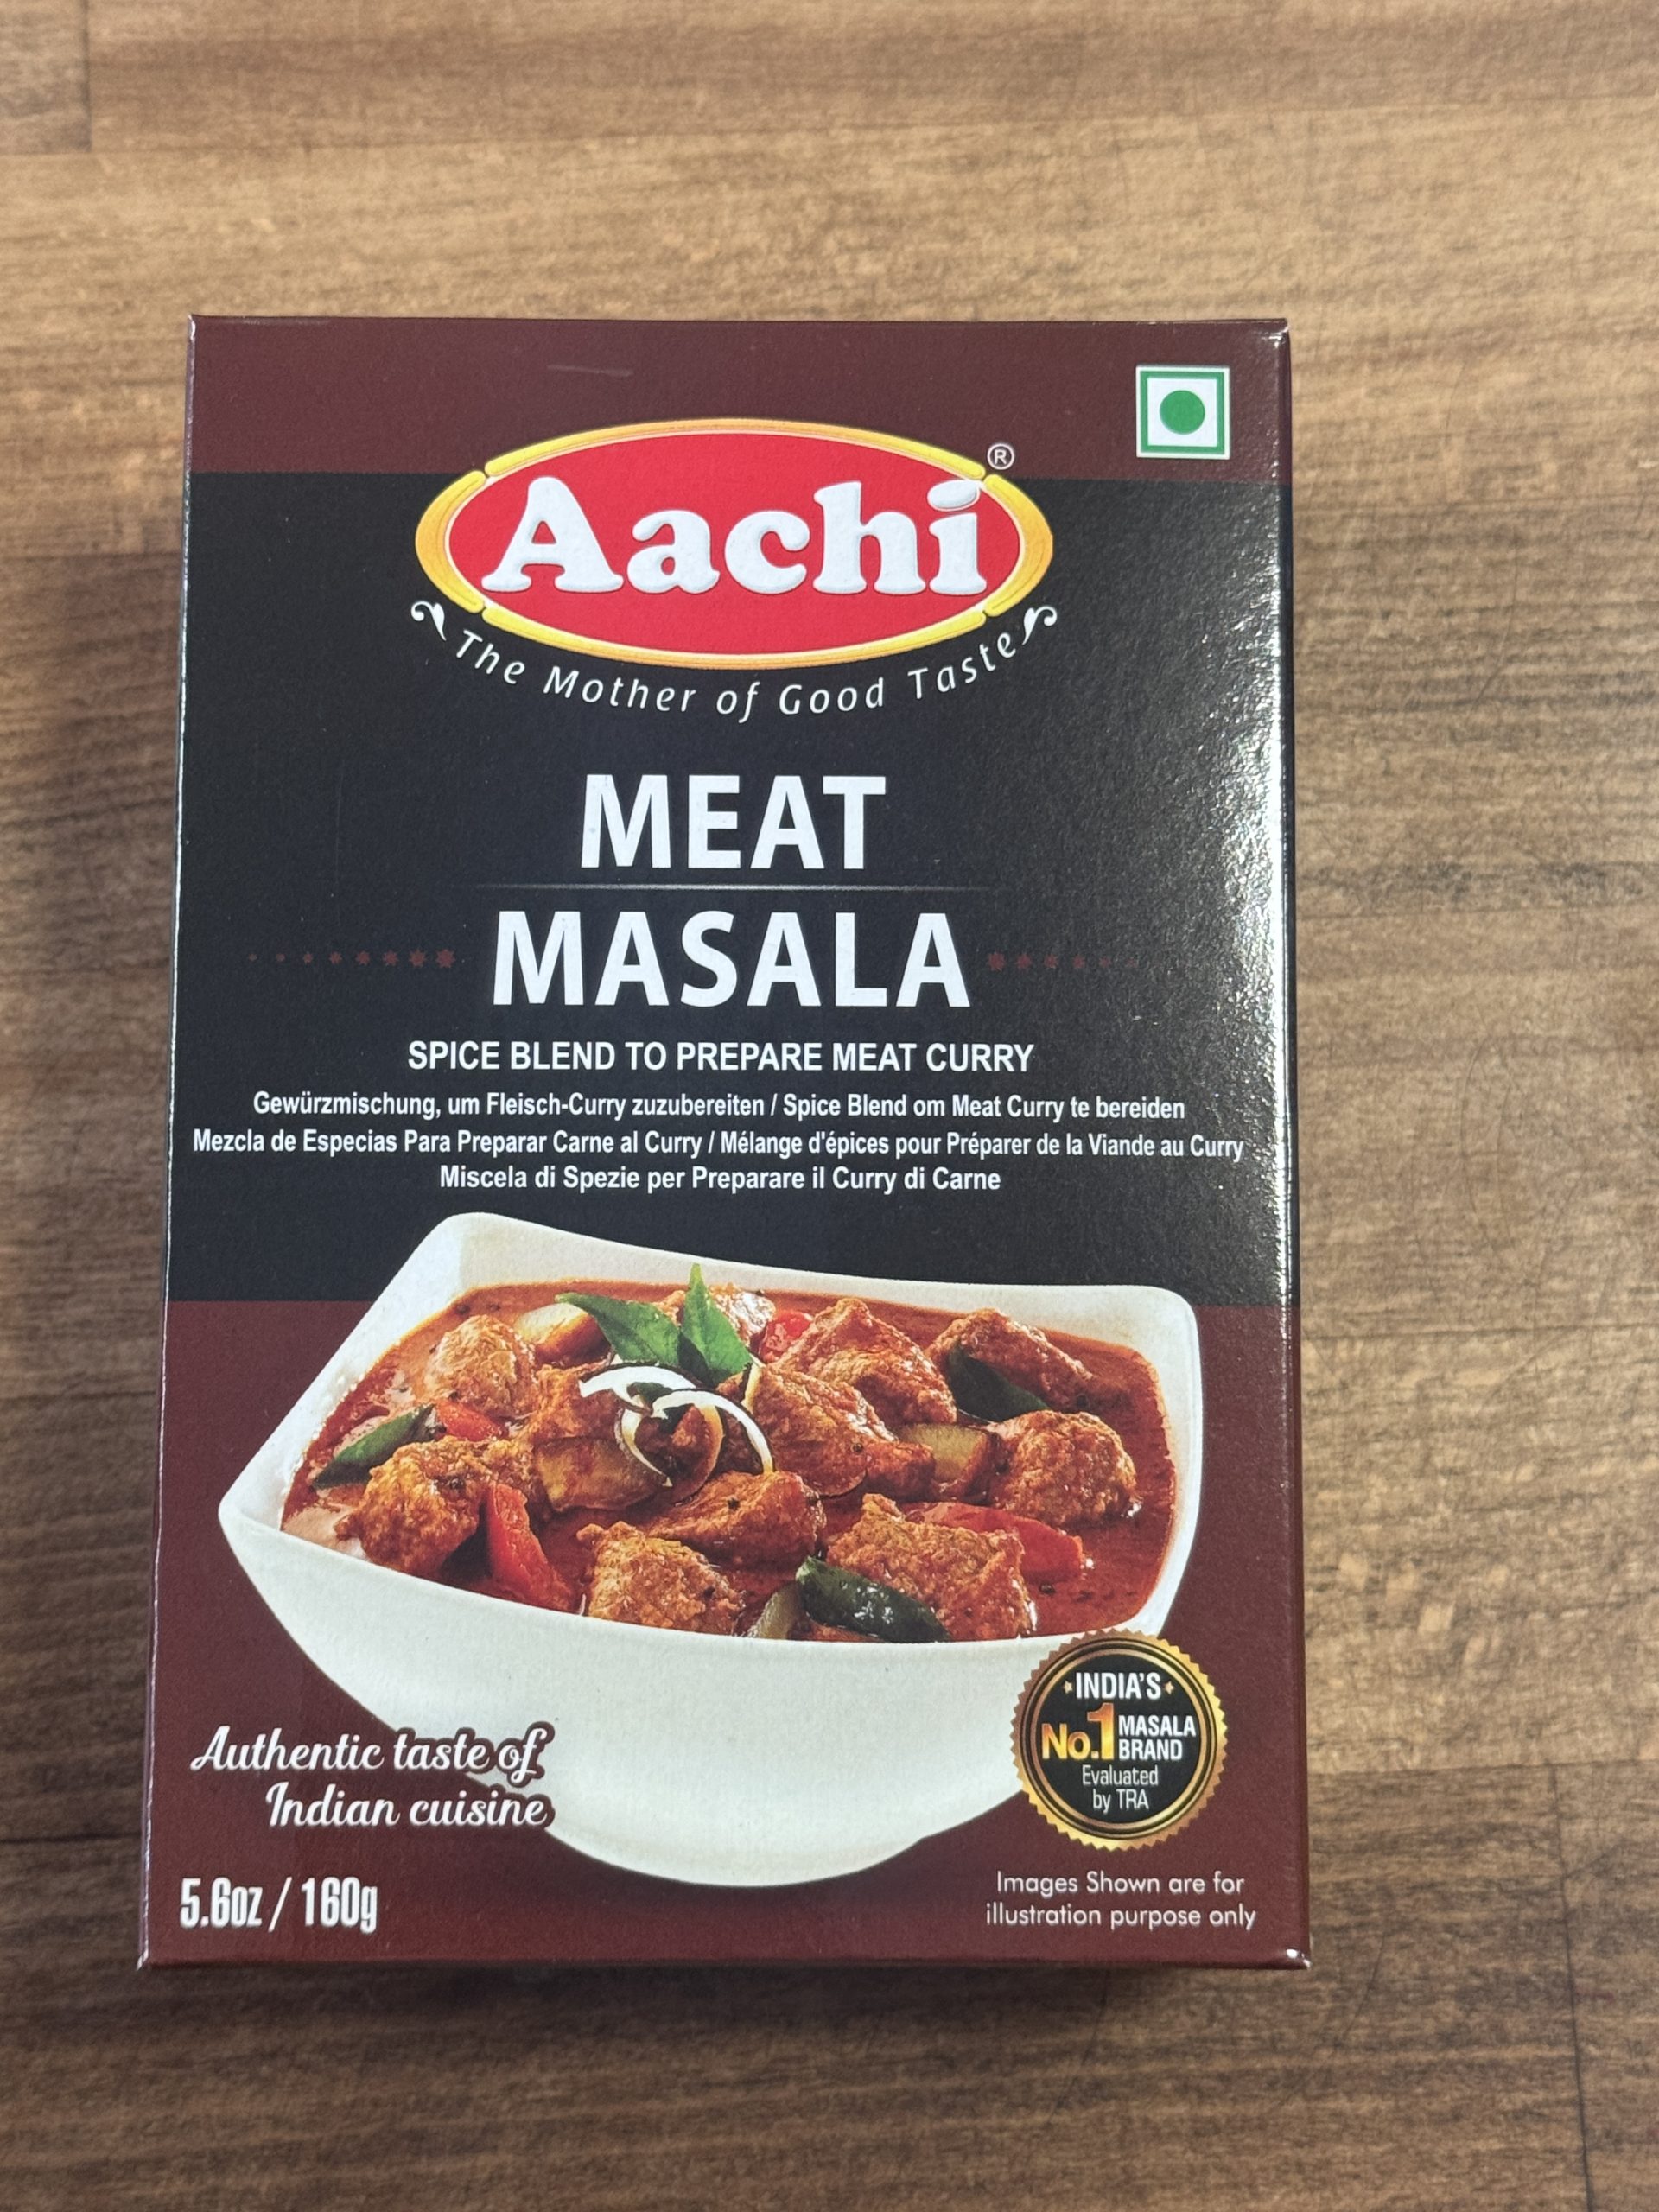 Aachi®
The Mother of Good Taste
MEAT
MASALA
SPICE BLEND TO PREPARE MEAT CURRY
Gewürzmischung, um Fleisch-Curry zuzubereiten / Spice Blend om Meat Curry te bereiden
Mezcla de Especias Para Preparar Carne al Curry / Mélange d'épices pour Préparer de la Viande au Curry
Miscela di Spezie per Preparare il Curry di Carne
INDIA'S
No.1 MASALA
BRAND
Evaluated
by TRA
Authentic taste of
Indian cuisine
5.6oz / 160g
Images Shown are for
illustration purpose only